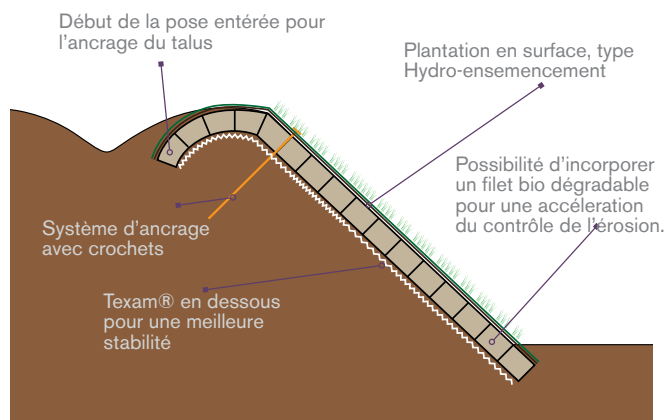 Début de la pose entérée pour
l'ancrage du talus
Plantation en surface, type
Hydro-ensemencement
Possibilité d'incorporer
un filet bio dégradable
pour une accéleration
du contrôle de l'érosion.
Système d'ancrage
avec crochets
Texam® en dessous
pour une meilleure
stabilité